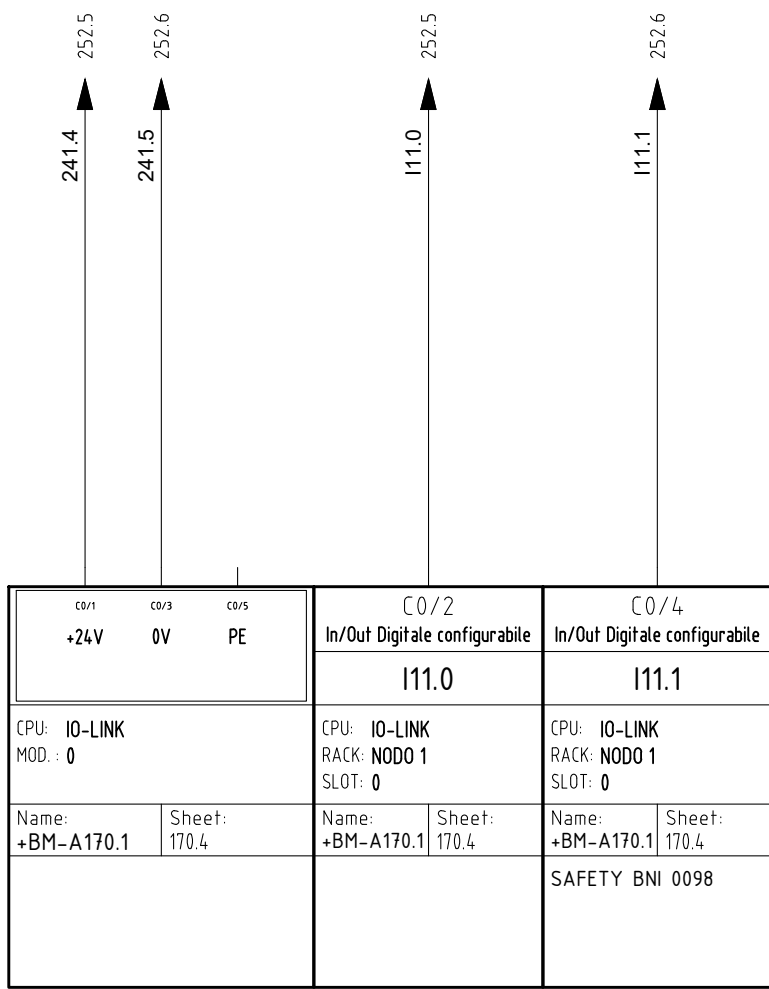 252.5
252.6
252.5
252.6
241.4
241.5
I11.0
I11.1
C0/1 C0/3 C0/5
+24V 0V PE
C0/2
In/Out Digitale configurabile
I11.0
C0/4
In/Out Digitale configurabile
I11.1
CPU: IO-LINK
MOD. : 0
CPU: IO-LINK
RACK: NODO 1
SLOT: 0
CPU: IO-LINK
RACK: NODO 1
SLOT: 0
Name: Sheet:
+BM-A170.1 170.4
Name: Sheet:
+BM-A170.1 170.4
Name: Sheet:
+BM-A170.1 170.4
SAFETY BNI 0098